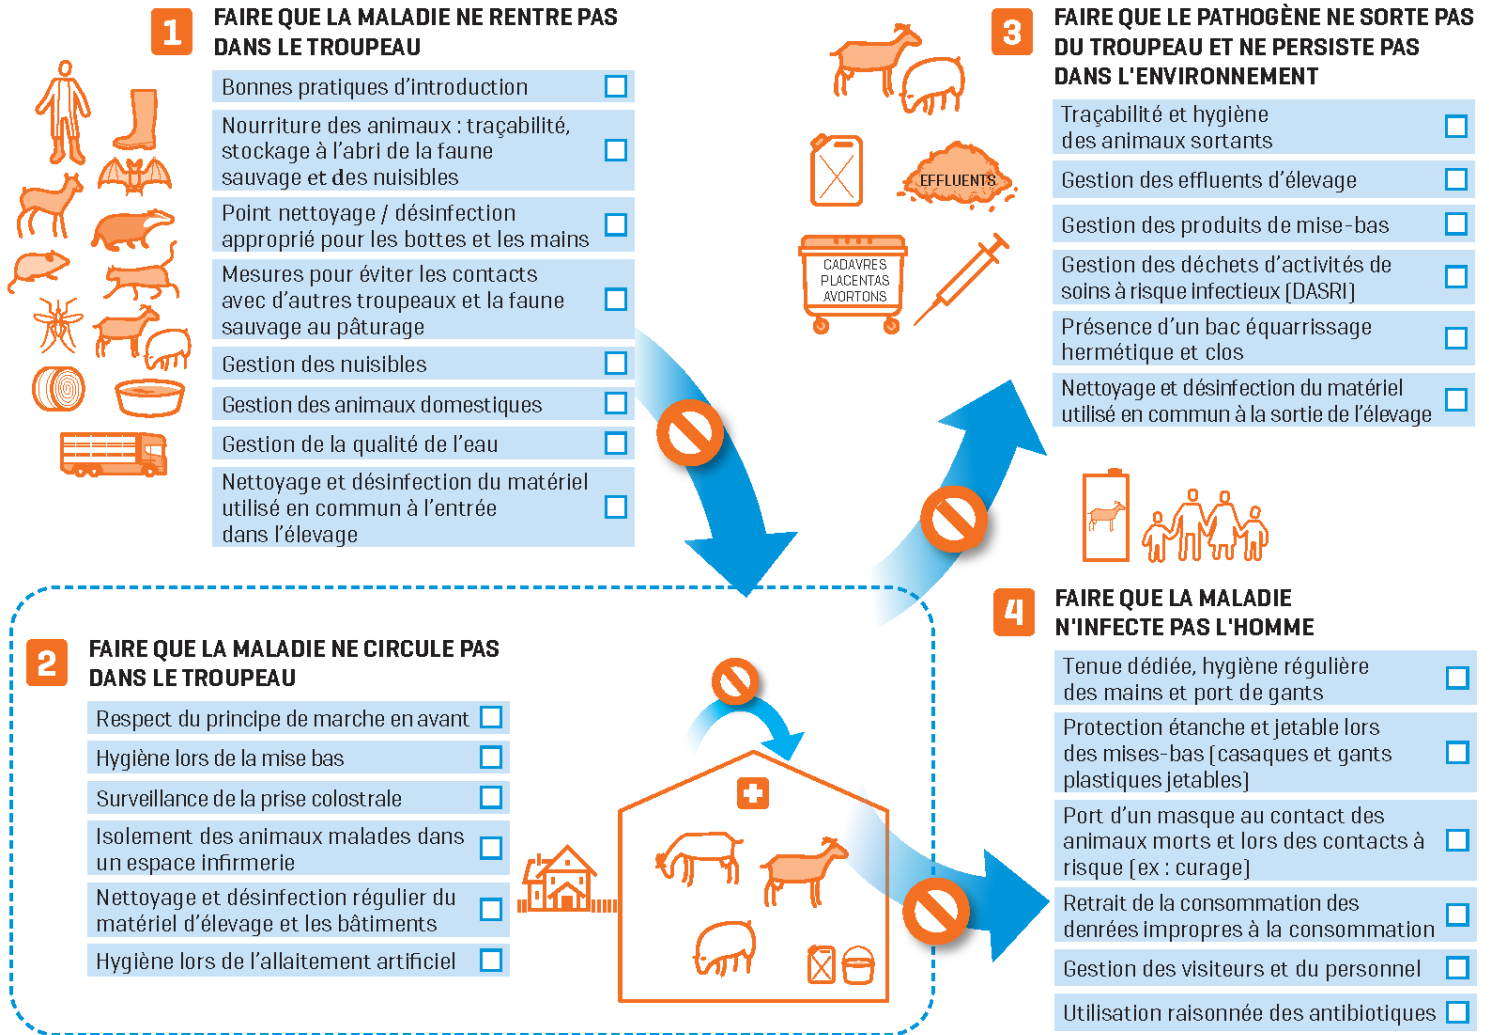 1
FAIRE QUE LA MALADIE NE RENTRE PAS
DANS LE TROUPEAU
Bonnes pratiques d'introduction
Nourriture des animaux : traçabilité,
stockage à l'abri de la faune
sauvage et des nuisibles
Point nettoyage / désinfection
approprié pour les bottes et les mains
Mesures pour éviter les contacts
avec d'autres troupeaux et la faune
sauvage au pâturage
Gestion des nuisibles
Gestion des animaux domestiques
Gestion de la qualité de l'eau
Nettoyage et désinfection du matériel
utilisé en commun à l'entrée
dans l'élevage
2
FAIRE QUE LA MALADIE NE CIRCULE PAS
DANS LE TROUPEAU
Respect du principe de marche en avant
Hygiène lors de la mise bas
Surveillance de la prise colostrale
Isolement des animaux malades dans
un espace infirmerie
Nettoyage et désinfection régulier du
matériel d'élevage et les bâtiments
Hygiène lors de l'allaitement artificiel
3
FAIRE QUE LE PATHOGÈNE NE SORTE PAS
DU TROUPEAU ET NE PERSISTE PAS
DANS L'ENVIRONNEMENT
EFFLUENTS
CADAVRES
PLACENTAS
AVORTONS
Traçabilité et hygiène
des animaux sortants
Gestion des effluents d'élevage
Gestion des produits de mise-bas
Gestion des déchets d'activités de
soins à risque infectieux (DASRI)
Présence d'un bac équarrissage
hermétique et clos
Nettoyage et désinfection du matériel
utilisé en commun à la sortie de l'élevage
4
FAIRE QUE LA MALADIE
N'INFECTE PAS L'HOMME
Tenue dédiée, hygiène régulière
des mains et port de gants
Protection étanche et jetable lors
des mises-bas (casaques et gants
plastiques jetables)
Port d'un masque au contact des
animaux morts et lors des contacts à
risque (ex : curage)
Retrait de la consommation des
denrées impropres à la consommation
Gestion des visiteurs et du personnel
Utilisation raisonnée des antibiotiques